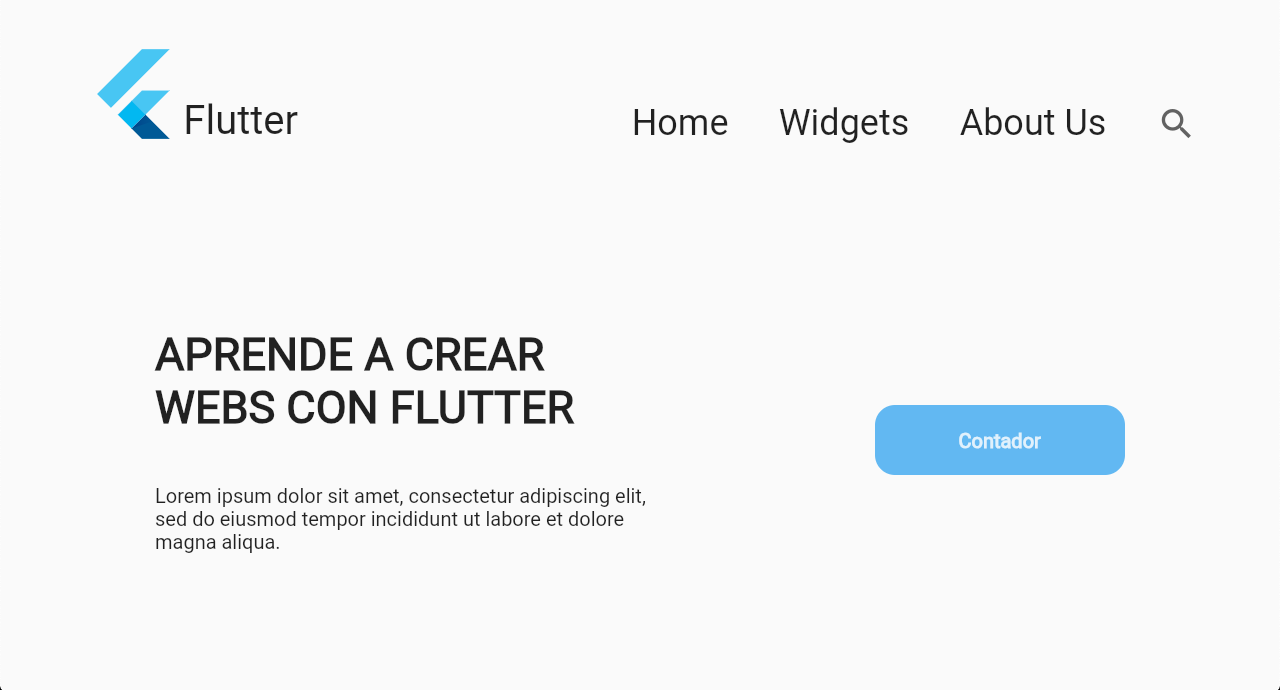 Flutter
Home Widgets About Us
APRENDE A CREAR
WEBS CON FLUTTER
Contador
Lorem ipsum dolor sit amet, consectetur adipiscing elit,
sed do eiusmod tempor incididunt ut labore et dolore
magna aliqua.